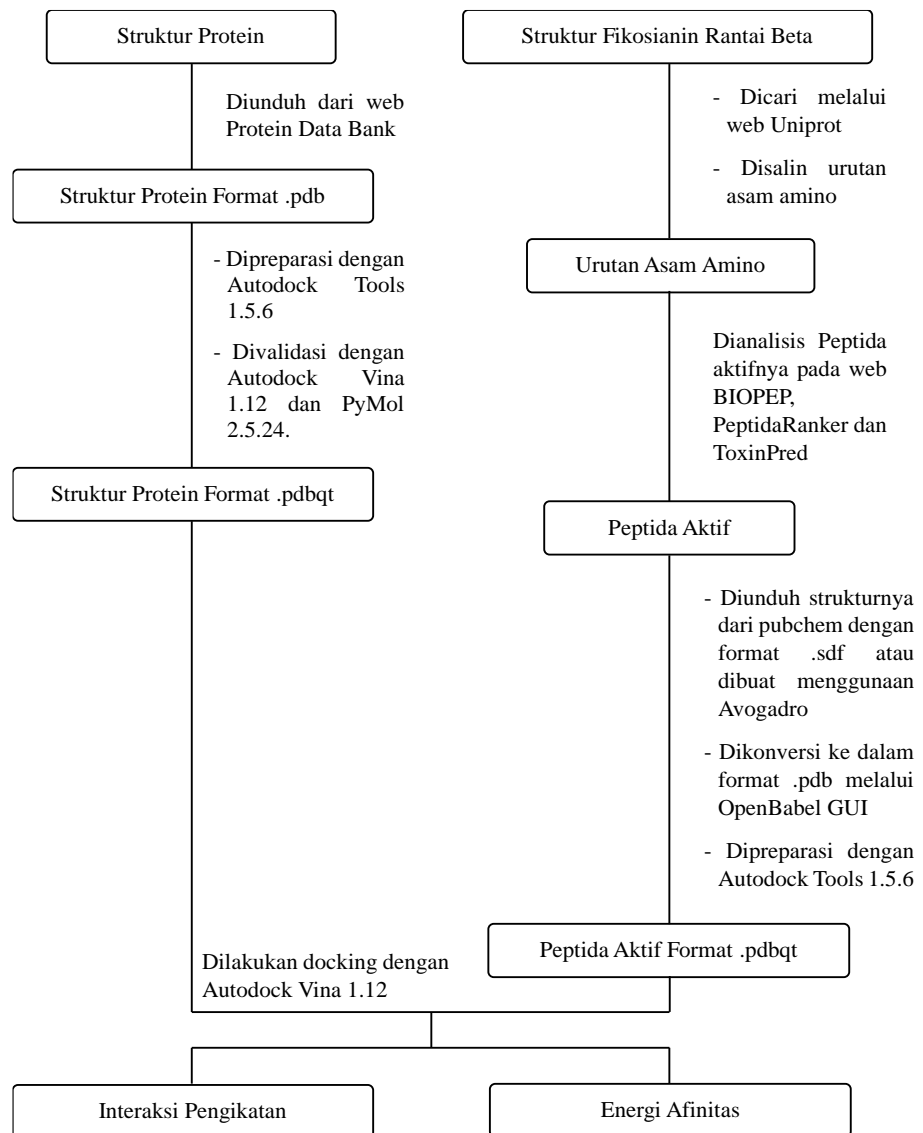 Struktur Protein
Diunduh dari web
Protein Data Bank
Struktur Protein Format .pdb
- Dipreparasi dengan
Autodock Tools
1.5.6
- Divalidasi dengan
Autodock Vina
1.12 dan PyMol
2.5.24.
Struktur Protein Format .pdbqt
Struktur Fikosianin Rantai Beta
- Dicari melalui
web Uniprot
- Disalin urutan
asam amino
Urutan Asam Amino
Dianalisis Peptida
aktifnya pada web
BIOPEP,
PeptidaRanker dan
ToxinPred
Peptida Aktif
- Diunduh strukturnya
dari pubchem dengan
format .sdf atau
dibuat menggunaan
Avogadro
- Dikonversi ke dalam
format .pdb melalui
OpenBabel GUI
- Dipreparasi dengan
Autodock Tools 1.5.6
Peptida Aktif Format .pdbqt
Dilakukan docking dengan
Autodock Vina 1.12
Interaksi Pengikatan
Energi Afinitas